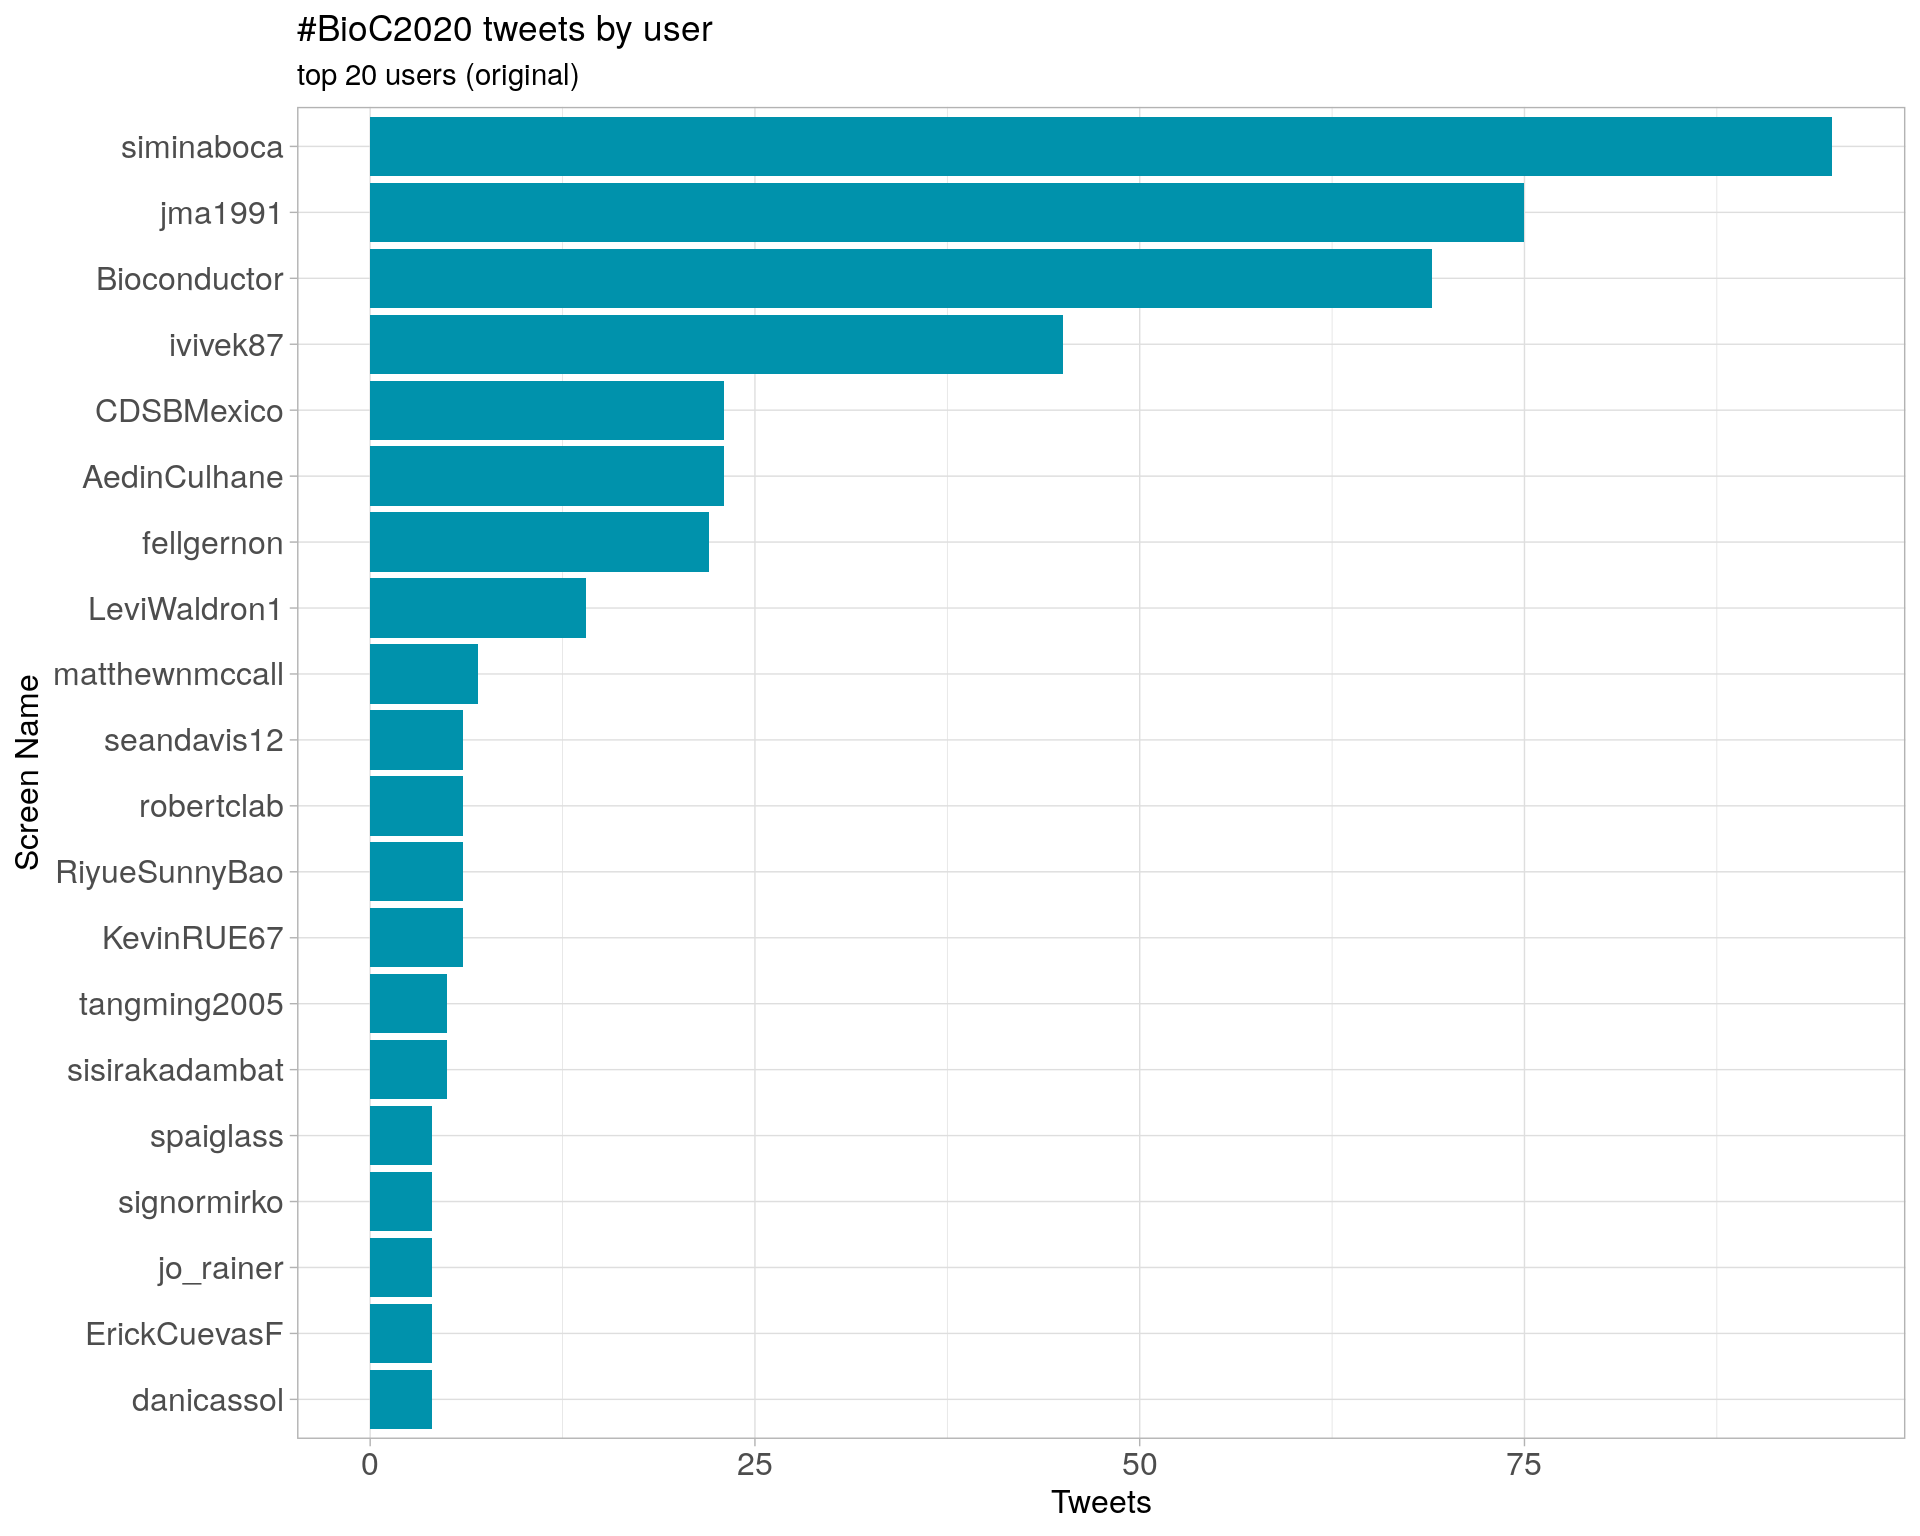 #BioC2020 tweets by user
top 20 users (original)
siminaboca
jma1991
Bioconductor
ivivek87
CDSBMexico
AedinCulhane
fellgernon
LeviWaldron1
matthewnmccall
seandavis12
robertclab
RiyueSunnyBao
KevinRUE67
tangming2005
sisirakadambat
spaiglass
signormirko
jo_rainer
ErickCuevasF
danicassol
Screen Name
0 25 50 75
Tweets